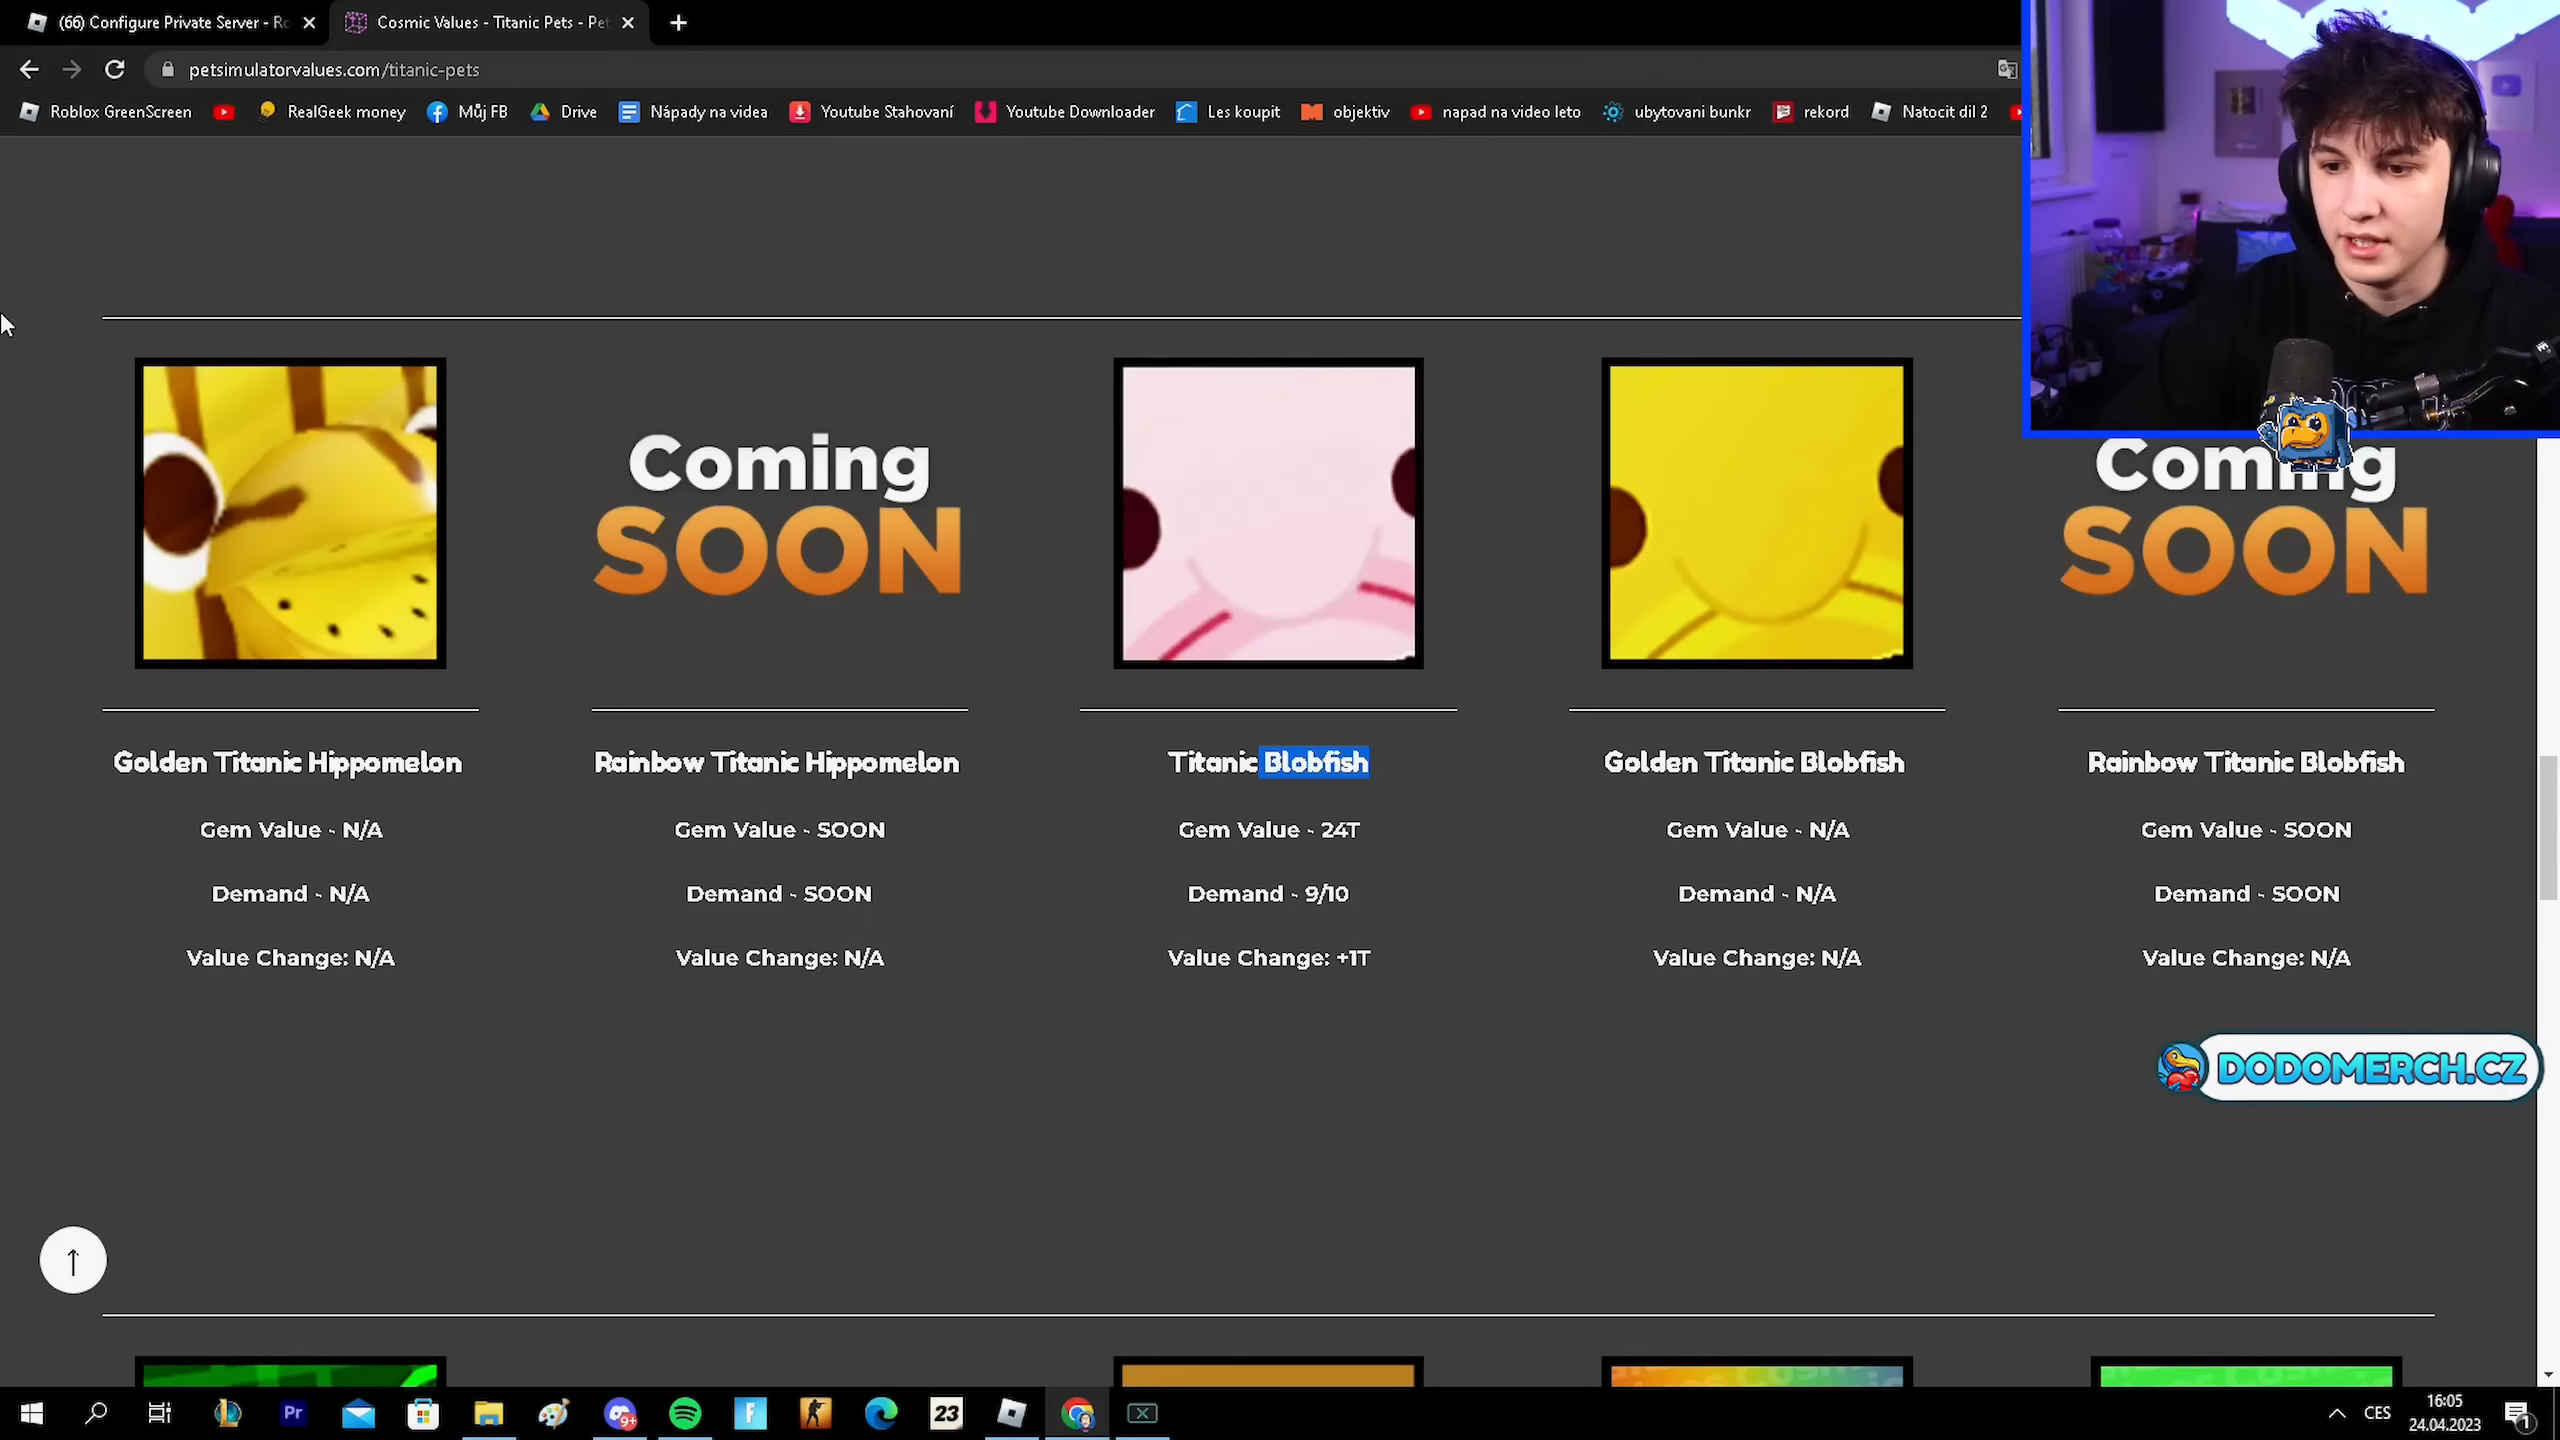 (66) Configure Private Server - Ro
Cosmic Values - Titanic Pets - Pet
petsimulatorvalues.com/titanic-pets
Roblox GreenScreen
RealGeek money
Můj FB
Drive
Nápady na videa
Youtube Stahovaní
Youtube Downloader
Les koupit
objektiv
napad na video leto
ubytovani bunkr
rekord
Natocit dil 2
Coming
SOON
Coming
SOON
Golden Titanic Hippomelon
Gem Value - N/A
Demand - N/A
Value Change: N/A
Rainbow Titanic Hippomelon
Gem Value - SOON
Demand - SOON
Value Change: N/A
Titanic Blobfish
Gem Value - 24T
Demand - 9/10
Value Change: +1T
Golden Titanic Blobfish
Gem Value - N/A
Demand - N/A
Value Change: N/A
Rainbow Titanic Blobfish
Gem Value - SOON
Demand - SOON
Value Change: N/A
DODOMERCH.CZ
↑
Pr
9+
F
23
CES
16:05
24.04.2023
1